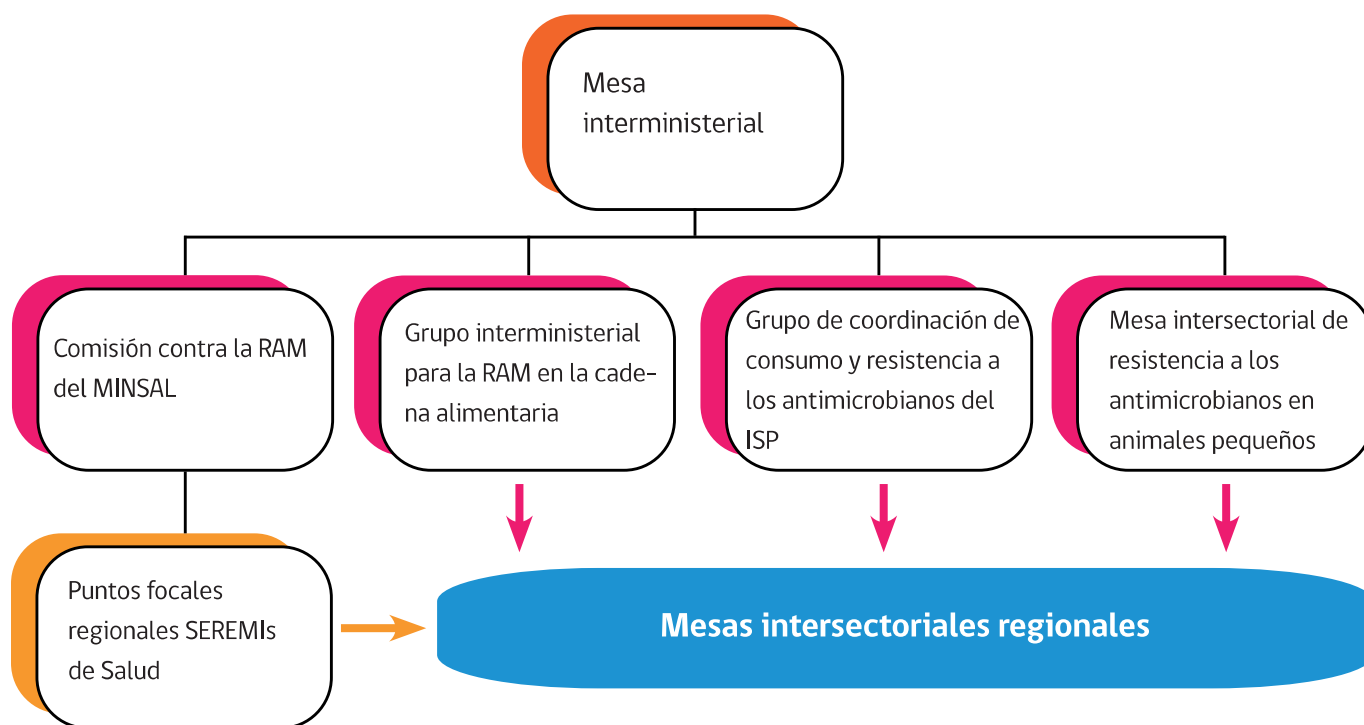 Mesa
interministerial
Comisión contra la RAM
del MINSAL
Grupo interministerial
para la RAM en la cade-
na alimentaria
Grupo de coordinación de
consumo y resistencia a
los antimicrobianos del
ISP
Mesa intersectorial de
resistencia a los
antimicrobianos en
animales pequeños
Puntos focales
regionales SEREMIs
de Salud
Mesas intersectoriales regionales